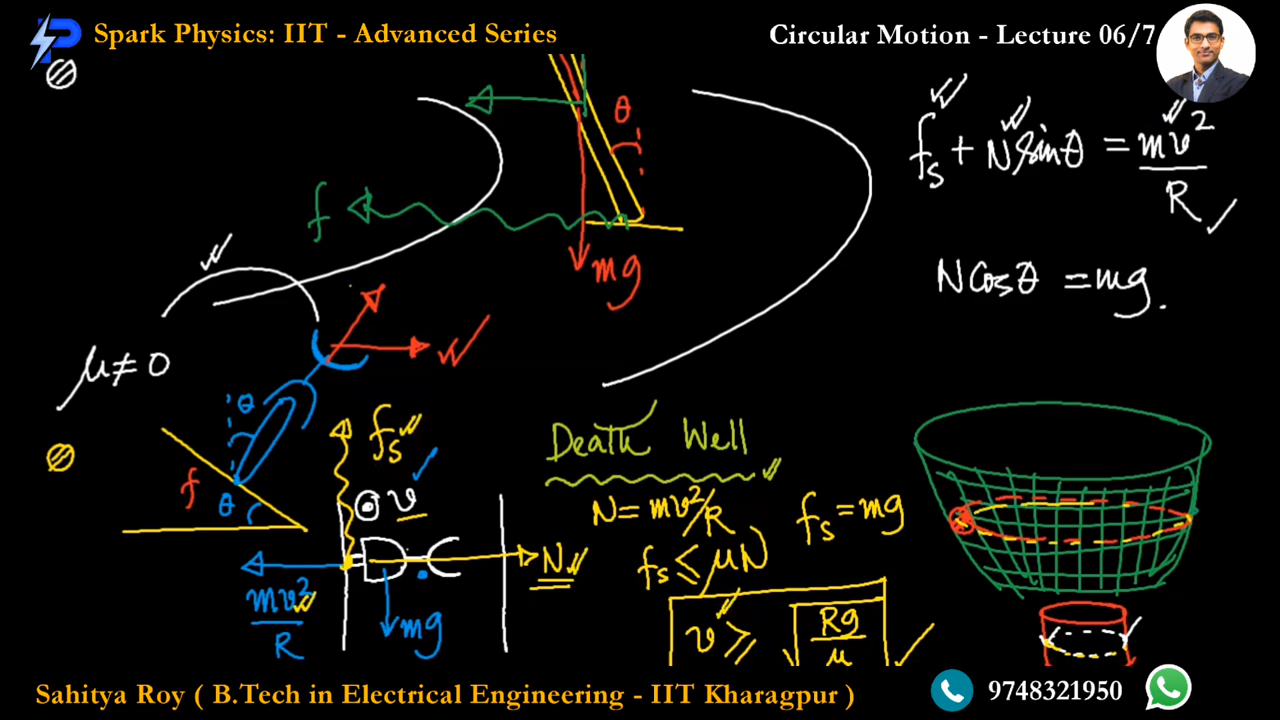 Spark Physics: IIT - Advanced Series
Circular Motion - Lecture 06/7
θ
f
mg
fs + N sinθ = mv²/R
N cosθ = mg.
μ ≠ 0
θ
f
θ
fs
v
N
mv²/R
mg
Death Well
N = mv²/R
fs = mg
fs ≤ μN
v ≥ √(Rg/μ)
Sahitya Roy ( B.Tech in Electrical Engineering - IIT Kharagpur )
9748321950